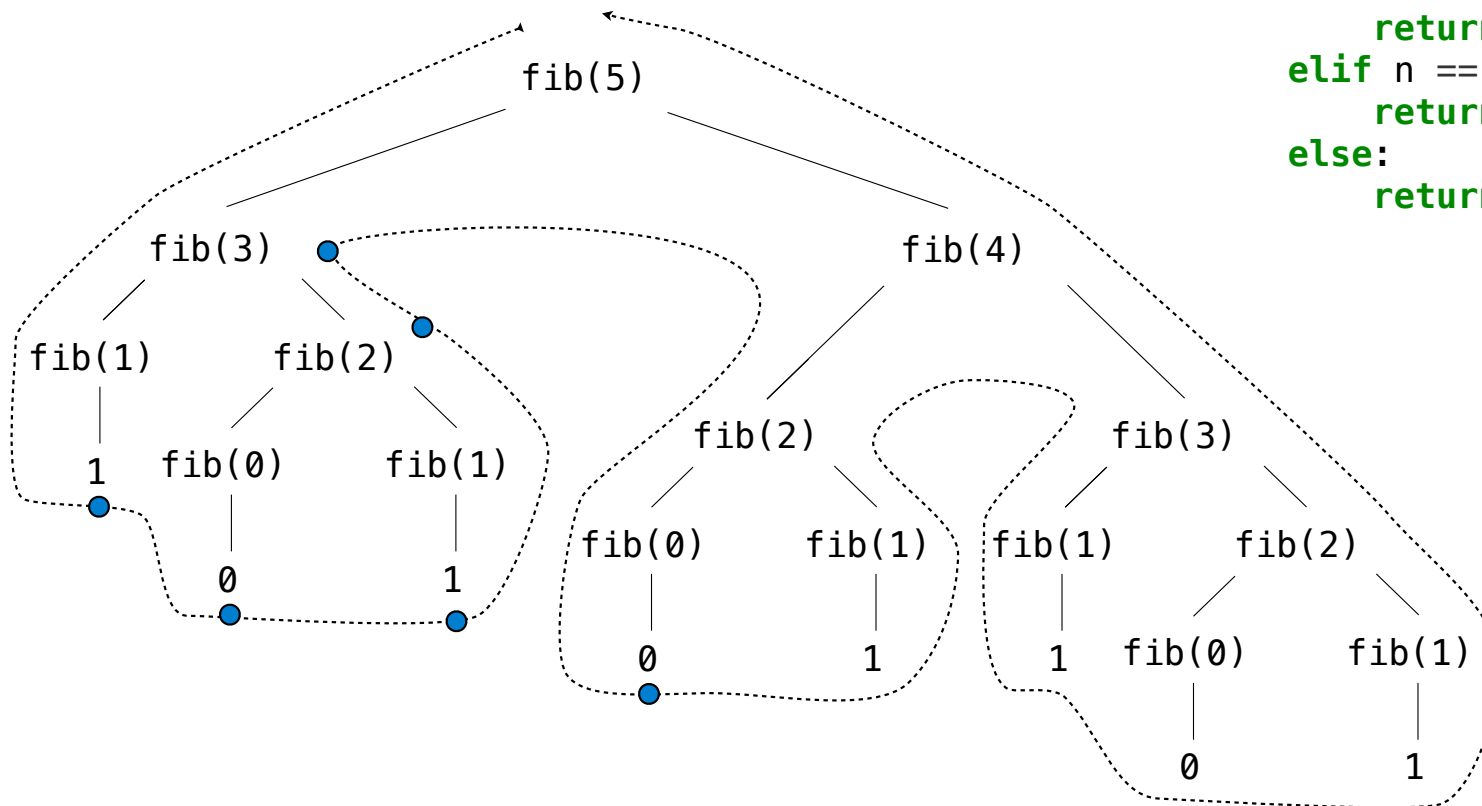 return
elif n ==
return
else:
return
fib(5)
fib(3) fib(4)
fib(1) fib(2)
fib(2) fib(3)
1 fib(0) fib(1)
fib(0) fib(1) fib(1) fib(2)
0 1
0 1 1 fib(0) fib(1)
0 1